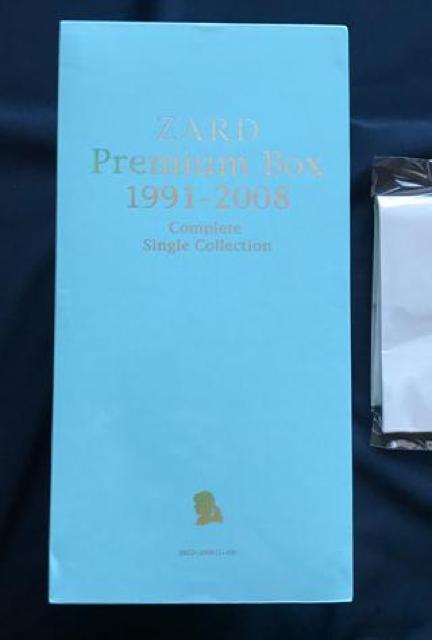 ZARD
Premium Box
1991-2008
Complete
Single Collection